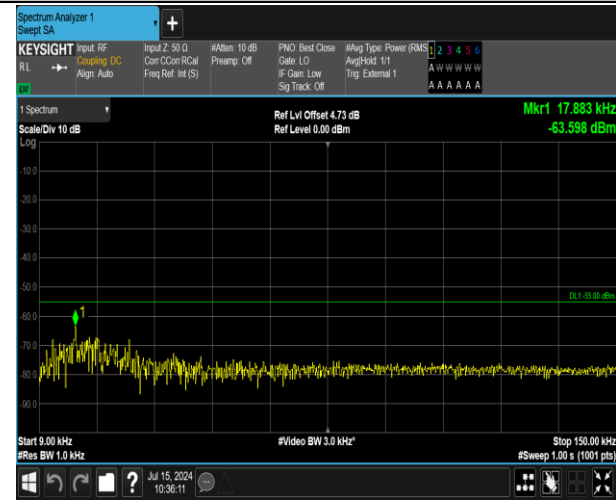 Spectrum Analyzer 1
Swept SA
+
KEYSIGHT Input: RF Input Z: 50 Ω #Atten: 10 dB PNO: Best Close #Avg Type: Power (RMS 1 2 3 4 5 6
RL Coupling: DC Corr CCorr RCal Preamp: Off Gate: LO Avg|Hold: 1/1 A W W W W W
Align: Auto Freq Ref: Int (S) IF Gain: Low Trig: External 1
Sig Track: Off A A A A A A
1 Spectrum Ref Lvl Offset 4.73 dB Mkr1 17.883 kHz
Scale/Div 10 dB Ref Level 0.00 dBm -63.598 dBm
Log
-10.0
-20.0
-30.0
-40.0
-50.0
DL1 -55.00 dBm
-60.0
1
-70.0
-80.0
-90.0
Start 9.00 kHz #Video BW 3.0 kHz* Stop 150.00 kHz
#Res BW 1.0 kHz #Sweep 1.00 s (1001 pts)
? Jul 15, 2024
10:36:11